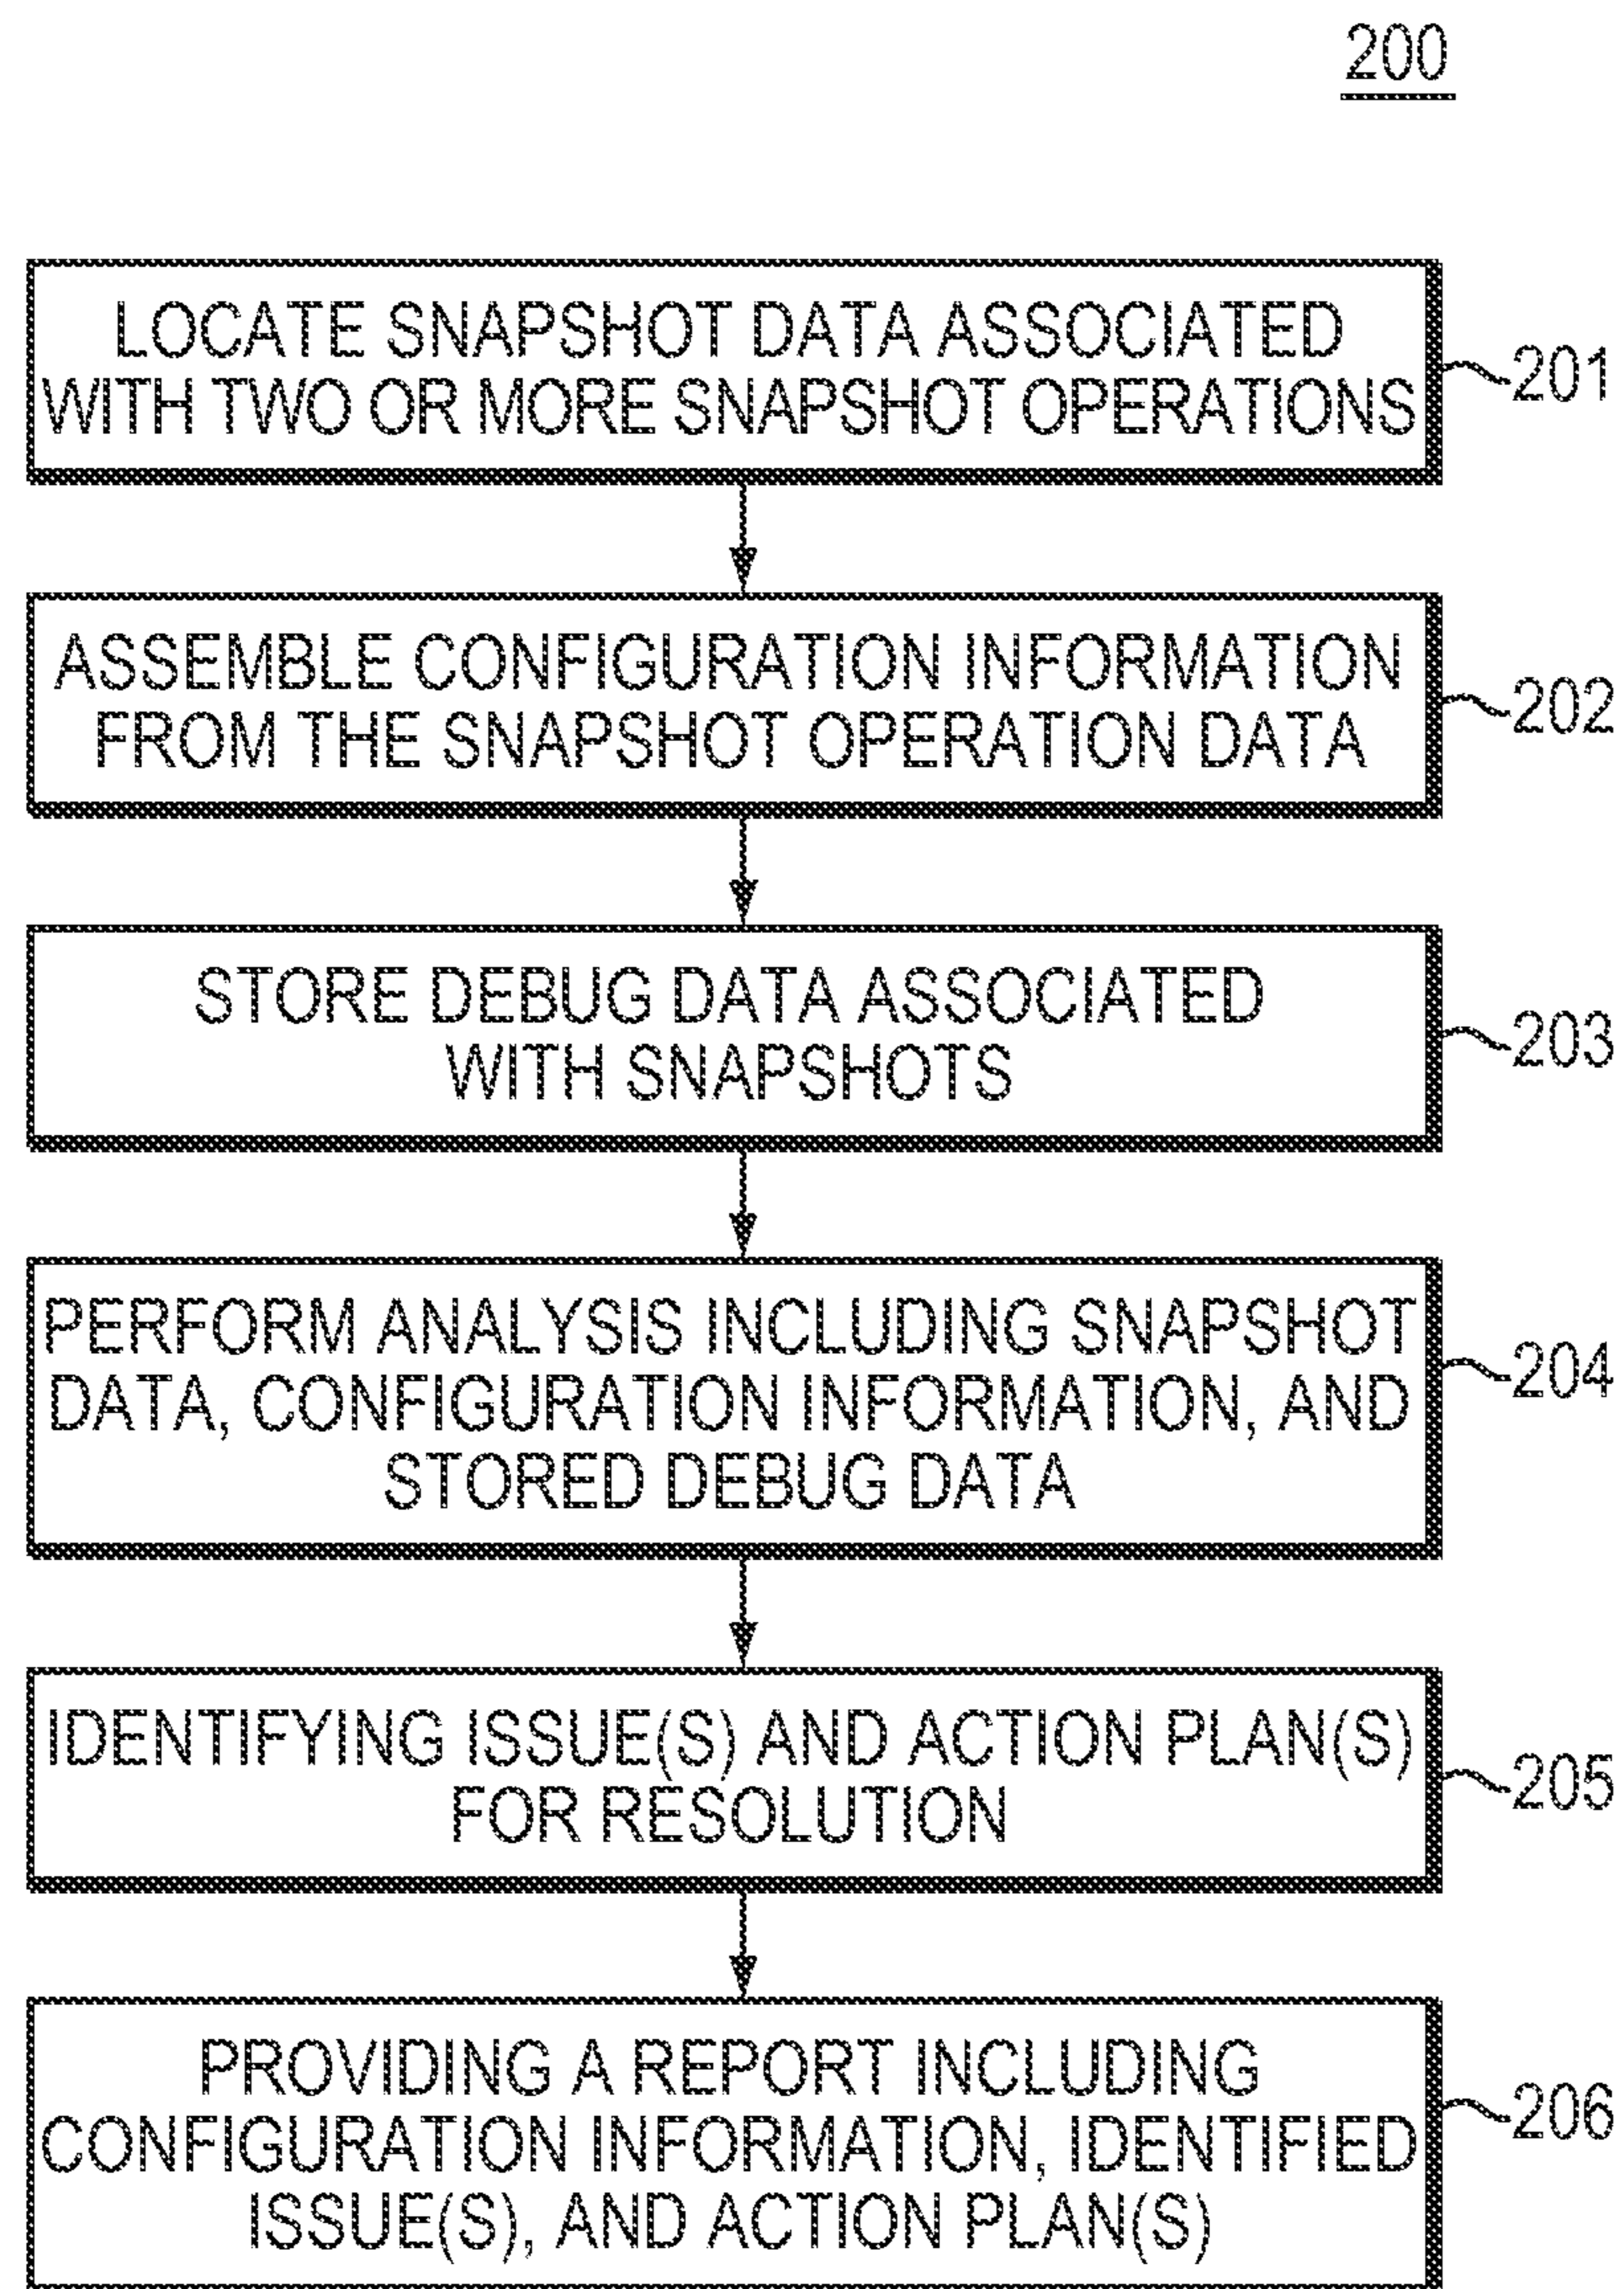 200
LOCATE SNAPSHOT DATA ASSOCIATED
WITH TWO OR MORE SNAPSHOT OPERATIONS
201
ASSEMBLE CONFIGURATION INFORMATION
FROM THE SNAPSHOT OPERATION DATA
202
STORE DEBUG DATA ASSOCIATED
WITH SNAPSHOTS
203
PERFORM ANALYSIS INCLUDING SNAPSHOT
DATA, CONFIGURATION INFORMATION, AND
STORED DEBUG DATA
204
IDENTIFYING ISSUE(S) AND ACTION PLAN(S)
FOR RESOLUTION
205
PROVIDING A REPORT INCLUDING
CONFIGURATION INFORMATION, IDENTIFIED
ISSUE(S), AND ACTION PLAN(S)
206